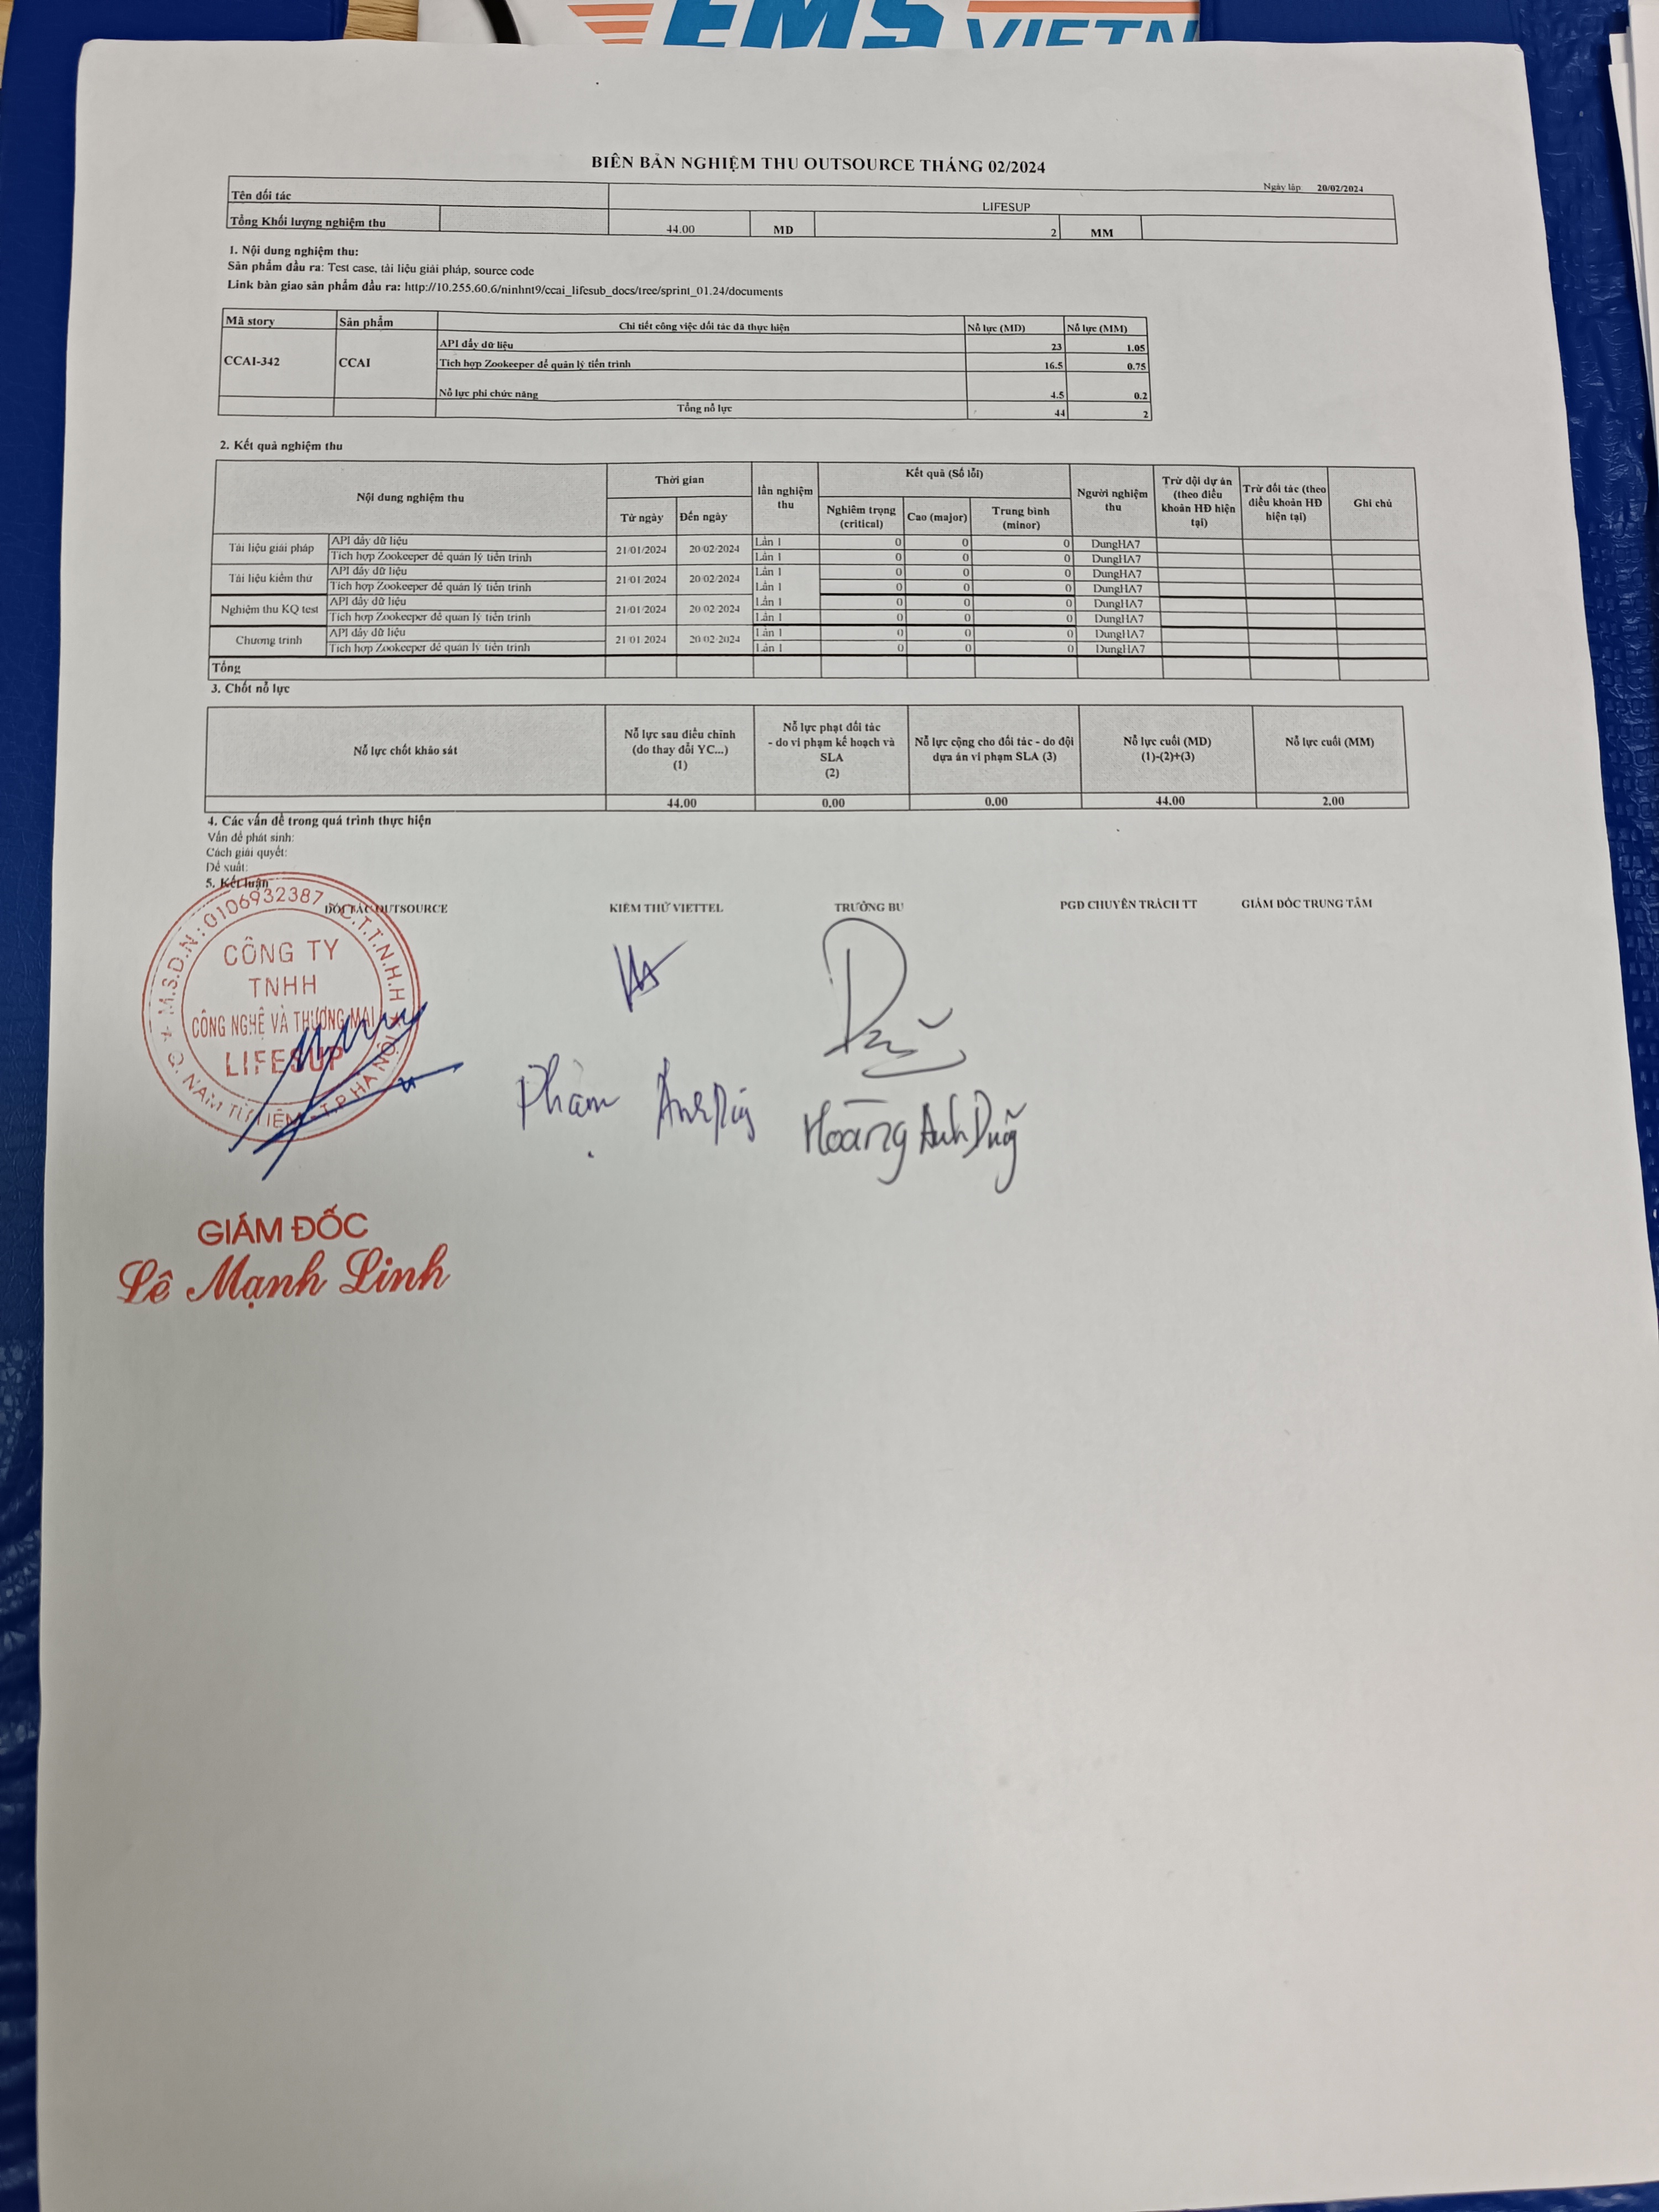 EMS VIETN
BIÊN BẢN NGHIỆM THU OUTSOURCE THÁNG 02/2024
Ngày lập 20/02/2024
Tên đối tác LIFESUP
Tổng Khối lượng nghiệm thu 44.00 MD 2 MM
1. Nội dung nghiệm thu:
Sản phẩm đầu ra: Test case, tài liệu giải pháp, source code
Link bàn giao sản phẩm đầu ra: http://10.255.60.6/ninhnt9/ccai_lifesub_docs/tree/sprint_01.24/documents
Mã story Sản phẩm Chi tiết công việc đối tác đã thực hiện Nỗ lực (MD) Nỗ lực (MM)
API đẩy dữ liệu 23 1.05
CCAI-342 CCAI Tích hợp Zookeeper để quản lý tiến trình 16.5 0.75
Nỗ lực phi chức năng 4.5 0.2
Tổng nỗ lực 44 2
2. Kết quả nghiệm thu
Nội dung nghiệm thu Thời gian lần nghiệm thu Kết quả (Số lỗi) Người nghiệm thu Trừ đội dự án (theo điều khoản HĐ hiện tại) Trừ đối tác (theo điều khoản HĐ hiện tại) Ghi chú
Từ ngày Đến ngày Nghiêm trọng (critical) Cao (major) Trung bình (minor)
Tài liệu giải pháp API đẩy dữ liệu 21/01/2024 20/02/2024 Lần 1 0 0 0 DungHA7
Tích hợp Zookeeper để quản lý tiến trình Lần 1 0 0 0 DungHA7
Tài liệu kiểm thử API đẩy dữ liệu 21/01/2024 20/02/2024 Lần 1 0 0 0 DungHA7
Tích hợp Zookeeper để quản lý tiến trình Lần 1 0 0 0 DungHA7
Nghiệm thu KQ test API đẩy dữ liệu 21/01/2024 20/02/2024 Lần 1 0 0 0 DungHA7
Tích hợp Zookeeper để quản lý tiến trình Lần 1 0 0 0 DungHA7
Chương trình API đẩy dữ liệu 21/01/2024 20/02/2024 Lần 1 0 0 0 DungHA7
Tích hợp Zookeeper để quản lý tiến trình Lần 1 0 0 0 DungHA7
Tổng
3. Chốt nỗ lực
Nỗ lực chốt khảo sát Nỗ lực sau điều chỉnh (do thay đổi YC...) (1) Nỗ lực phạt đối tác - do vi phạm kế hoạch và SLA (2) Nỗ lực cộng cho đối tác - do đội dựa án vi phạm SLA (3) Nỗ lực cuối (MD) (1)-(2)+(3) Nỗ lực cuối (MM)
44.00 0.00 0.00 44.00 2.00
4. Các vấn đề trong quá trình thực hiện
Vấn đề phát sinh:
Cách giải quyết:
Đề xuất:
5. Kết luận
ĐỐI TÁC OUTSOURCE KIỂM THỬ VIETTEL TRƯỞNG BU PGĐ CHUYÊN TRÁCH TT GIÁM ĐỐC TRUNG TÂM
M.S.D.N: 0106932387 - C.T.T.N.H.H
CÔNG TY
TNHH
CÔNG NGHỆ VÀ THƯƠNG MẠI
LIFESUP
Q. NAM TỪ LIÊM - T.P HÀ NỘI
Phạm
Hoàng Anh Dũng
GIÁM ĐỐC
Lê Mạnh Linh